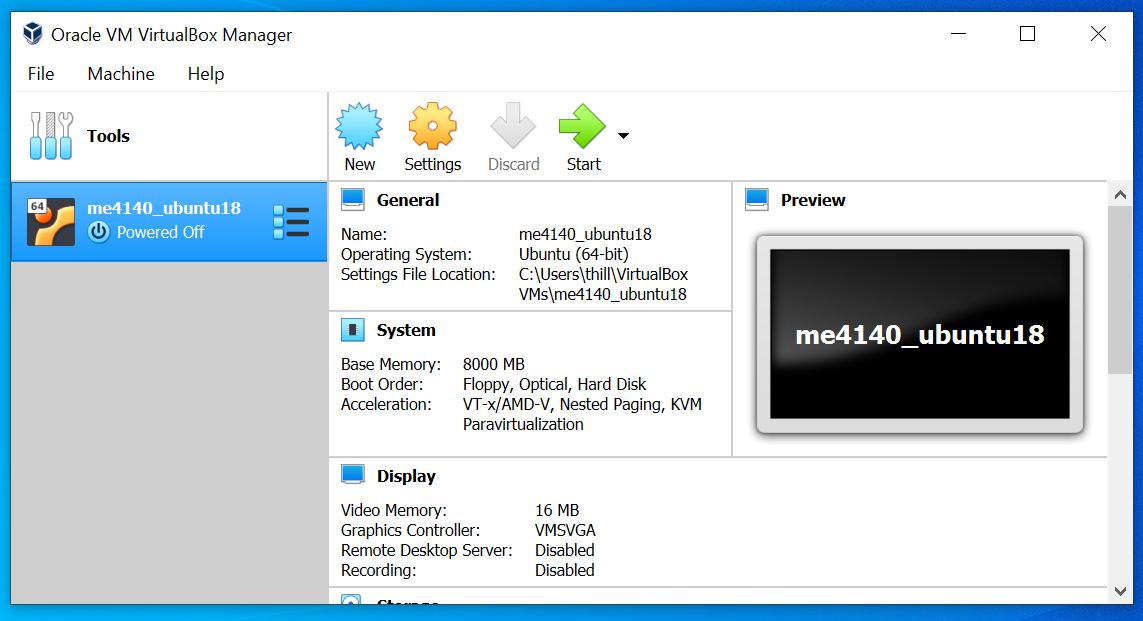 Oracle VM VirtualBox Manager
File Machine Help
Tools
New Settings Discard Start
64
me4140_ubuntu18
Powered Off
General
Name: me4140_ubuntu18
Operating System: Ubuntu (64-bit)
Settings File Location: C:\Users\thill\VirtualBox
VMs\me4140_ubuntu18
System
Base Memory: 8000 MB
Boot Order: Floppy, Optical, Hard Disk
Acceleration: VT-x/AMD-V, Nested Paging, KVM
Paravirtualization
Preview
me4140_ubuntu18
Display
Video Memory: 16 MB
Graphics Controller: VMSVGA
Remote Desktop Server: Disabled
Recording: Disabled
Storage